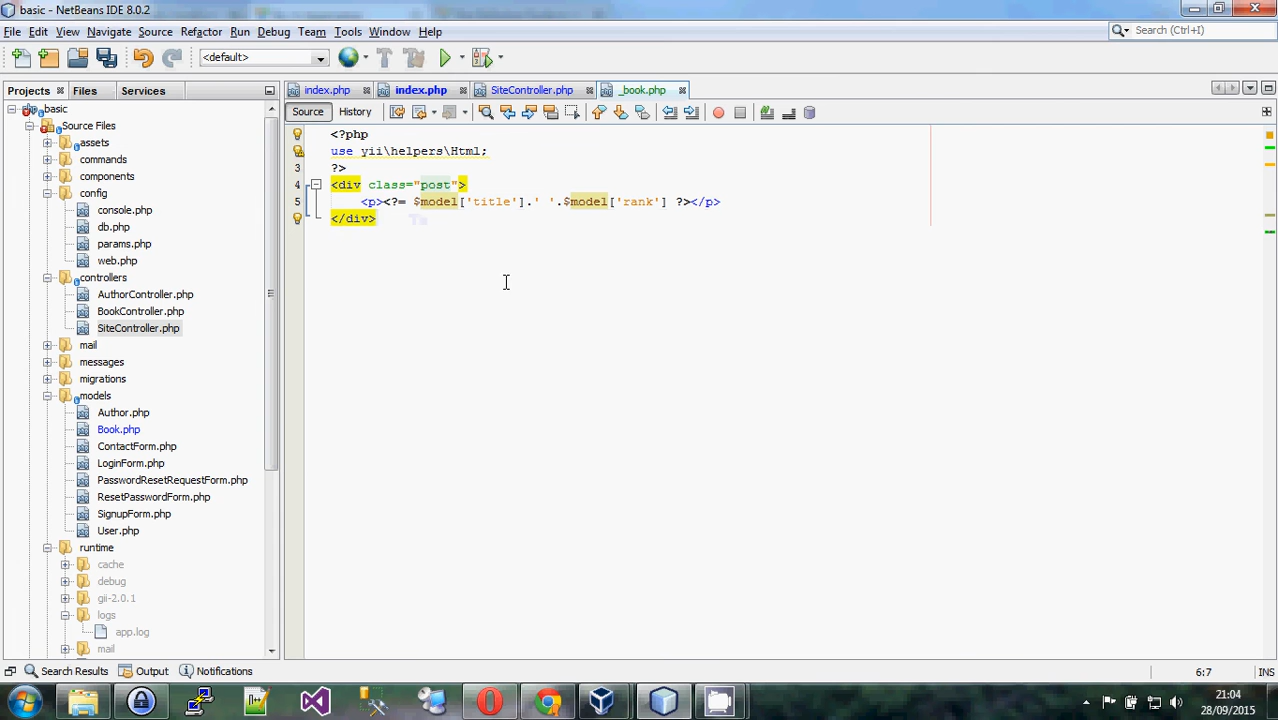 basic - NetBeans IDE 8.0.2
File Edit View Navigate Source Refactor Run Debug Team Tools Window Help
Search (Ctrl+I)
<default>
Projects Files Services
index.php index.php SiteController.php _book.php
Source History
basic
Source Files
assets
commands
components
config
console.php
db.php
params.php
web.php
controllers
AuthorController.php
BookController.php
SiteController.php
mail
messages
migrations
models
Author.php
Book.php
ContactForm.php
LoginForm.php
PasswordResetRequestForm.php
ResetPasswordForm.php
SignupForm.php
User.php
runtime
cache
debug
gii-2.0.1
logs
app.log
mail
<?php
use yii\helpers\Html;
3 ?>
4 <div class="post">
5 <p><?= $model['title'].' '.$model['rank'] ?></p>
</div>
Search Results Output Notifications
6:7 INS
21:04
28/09/2015